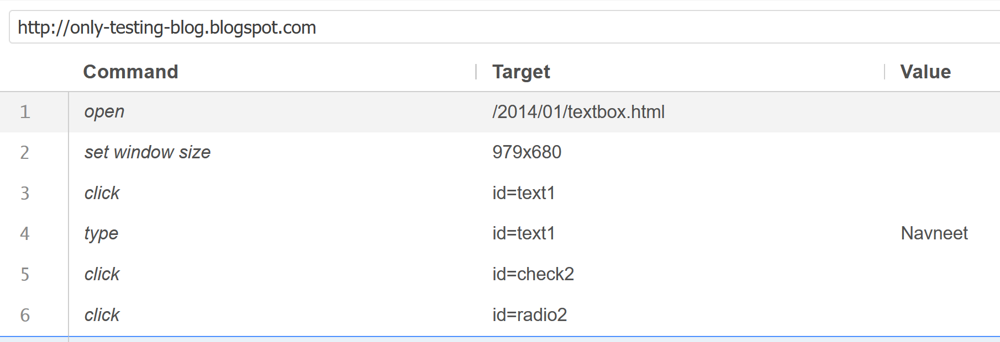 http://only-testing-blog.blogspot.com
Command Target Value
1 open /2014/01/textbox.html
2 set window size 979x680
3 click id=text1
4 type id=text1 Navneet
5 click id=check2
6 click id=radio2